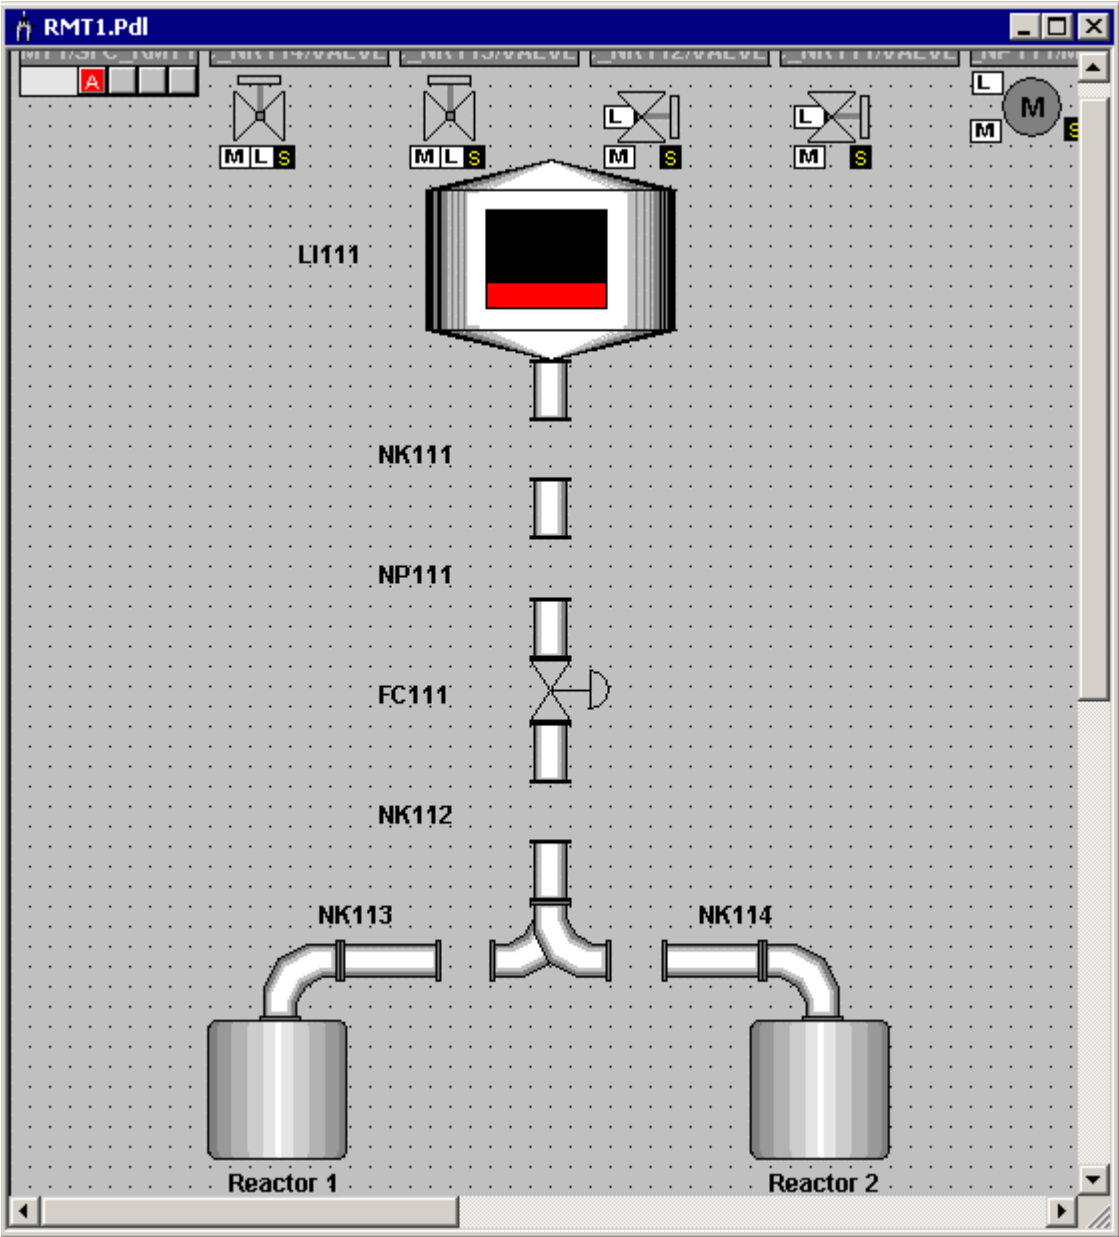 RMT1.Pdl
A
L
M
L
L
M L S
M L S
M S
M S
M
S
LI111
NK111
NP111
FC111
NK112
NK113
NK114
Reactor 1
Reactor 2